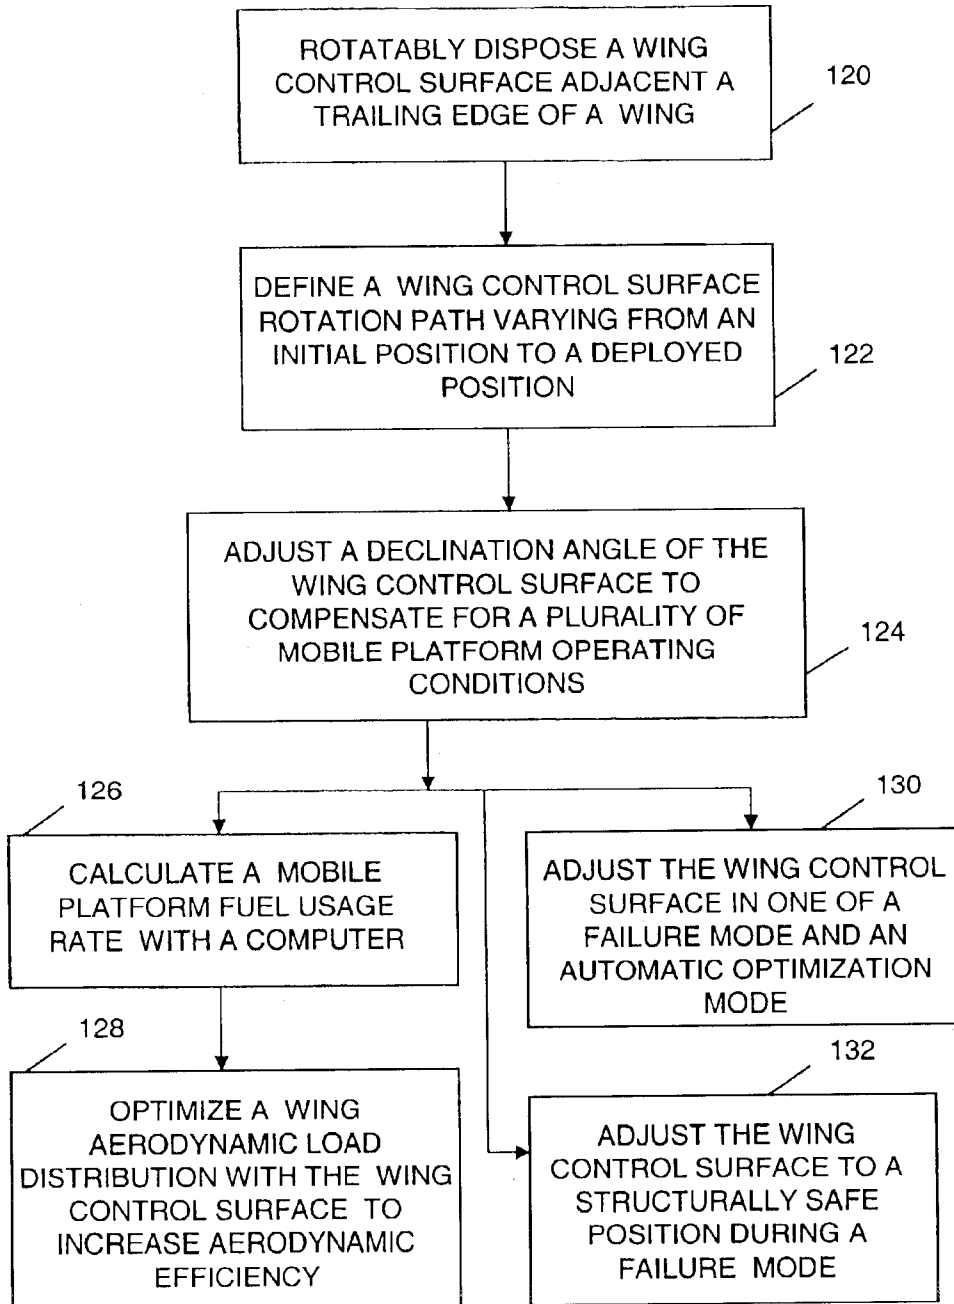 ROTATABLY DISPOSE A WING
CONTROL SURFACE ADJACENT A
TRAILING EDGE OF A WING
120
DEFINE A WING CONTROL SURFACE
ROTATION PATH VARYING FROM AN
INITIAL POSITION TO A DEPLOYED
POSITION
122
ADJUST A DECLINATION ANGLE OF THE
WING CONTROL SURFACE TO
COMPENSATE FOR A PLURALITY OF
MOBILE PLATFORM OPERATING
CONDITIONS
124
126
CALCULATE A MOBILE
PLATFORM FUEL USAGE
RATE WITH A COMPUTER
130
ADJUST THE WING CONTROL
SURFACE IN ONE OF A
FAILURE MODE AND AN
AUTOMATIC OPTIMIZATION
MODE
128
OPTIMIZE A WING
AERODYNAMIC LOAD
DISTRIBUTION WITH THE WING
CONTROL SURFACE TO
INCREASE AERODYNAMIC
EFFICIENCY
132
ADJUST THE WING
CONTROL SURFACE TO A
STRUCTURALLY SAFE
POSITION DURING A
FAILURE MODE